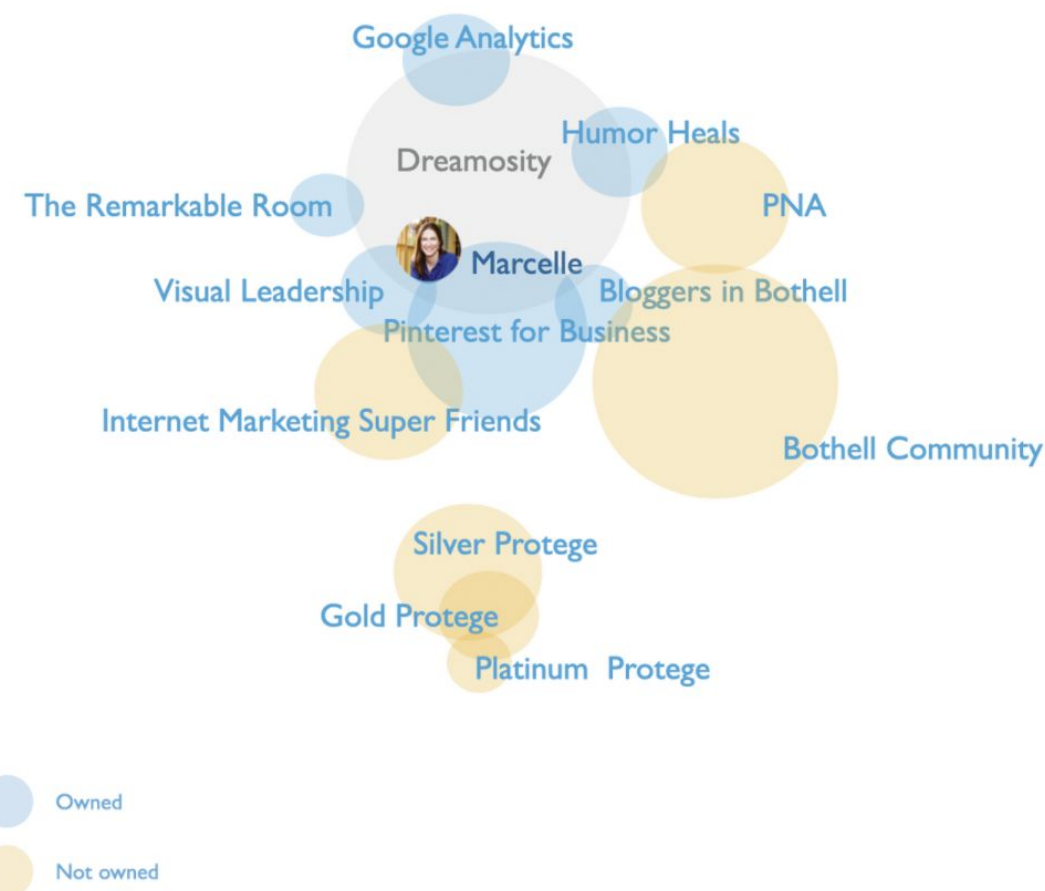 Google Analytics
Humor Heals
Dreamosity
The Remarkable Room
PNA
Marcelle
Visual Leadership
Bloggers in Bothell
Pinterest for Business
Internet Marketing Super Friends
Bothell Community
Silver Protege
Gold Protege
Platinum Protege
Owned
Not owned